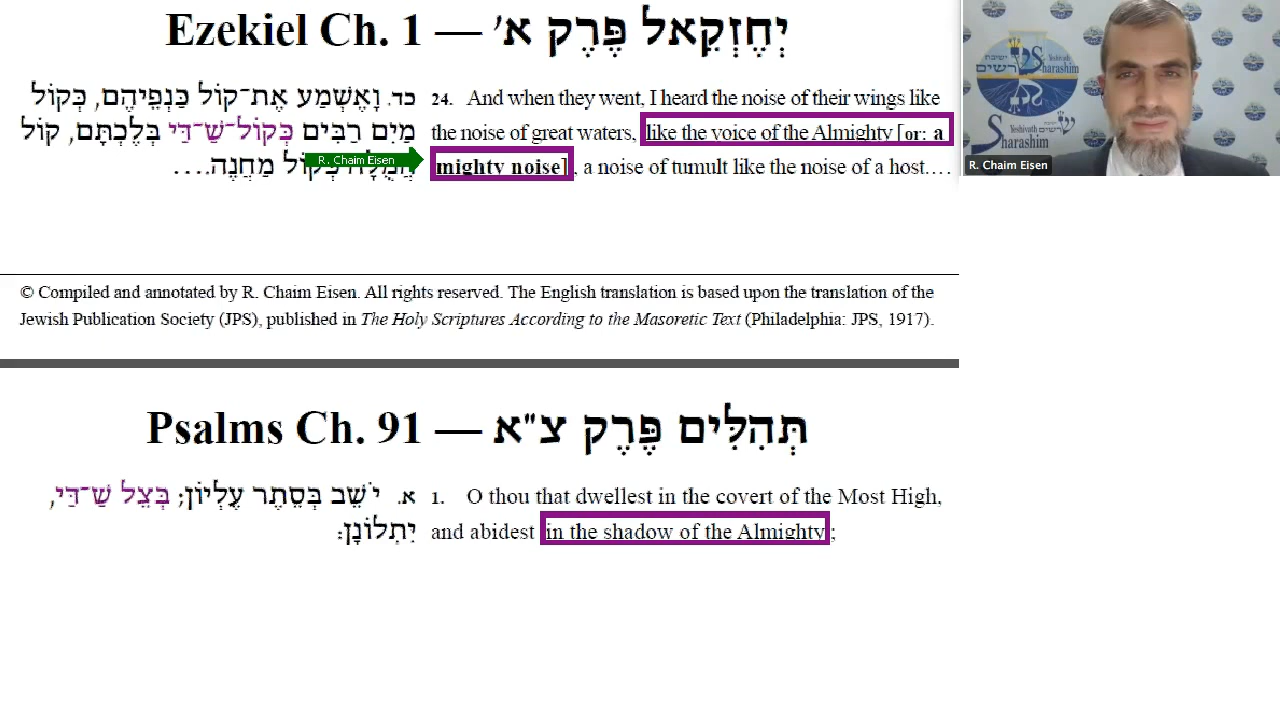 Ezekiel Ch. 1 — יְחֶזְקֵאל פֶּרֶק א׳
כד. וָאֶשְׁמַע אֶת־קוֹל כַּנְפֵיהֶם, כְּקוֹל
מַיִם רַבִּים כְּקוֹל־שַׁ־דַּי בְּלֶכְתָּם, קוֹל
כְּקוֹל מַחֲנֶה....
24. And when they went, I heard the noise of their wings like
the noise of great waters, like the voice of the Almighty [or: a
mighty noise], a noise of tumult like the noise of a host....
R. Chaim Eisen
© Compiled and annotated by R. Chaim Eisen. All rights reserved. The English translation is based upon the translation of the
Jewish Publication Society (JPS), published in The Holy Scriptures According to the Masoretic Text (Philadelphia: JPS, 1917).
Psalms Ch. 91 — תְּהִלִּים פֶּרֶק צ"א
א. יֹשֵׁב בְּסֵתֶר עֶלְיוֹן; בְּצֵל שַׁ־דַּי,
יִתְלוֹנָן:
1. O thou that dwellest in the covert of the Most High,
and abidest in the shadow of the Almighty;
ישיבת
שרשים
Yeshivath
Sharashim
Yeshivath
Sharashim
R. Chaim Eisen